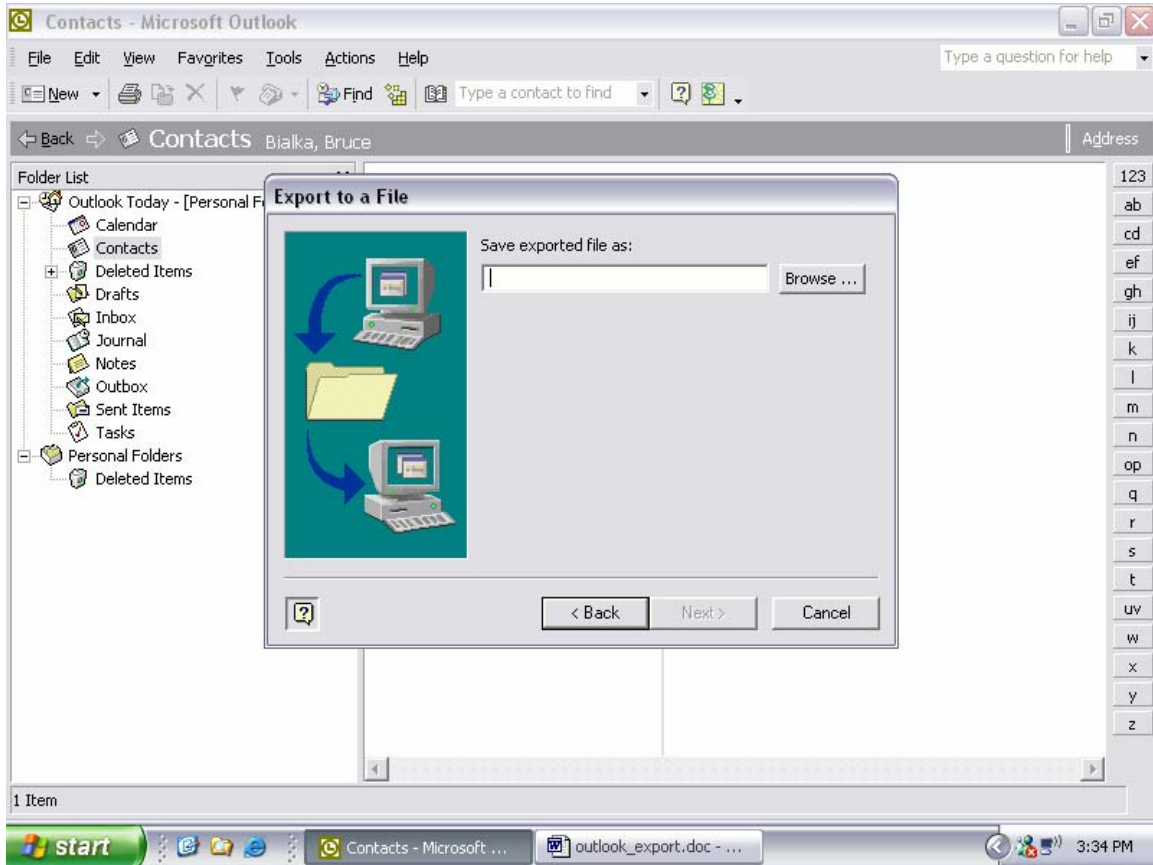 Contacts - Microsoft Outlook
File Edit View Favorites Tools Actions Help
Type a question for help
New Find Type a contact to find
Back Contacts Bialka, Bruce Address
Folder List
Outlook Today - [Personal F
Calendar
Contacts
Deleted Items
Drafts
Inbox
Journal
Notes
Outbox
Sent Items
Tasks
Personal Folders
Deleted Items
Export to a File
Save exported file as:
Browse ...
< Back Next > Cancel
123
ab
cd
ef
gh
ij
k
l
m
n
op
q
r
s
t
uv
w
x
y
z
1 Item
start Contacts - Microsoft ... outlook_export.doc - ... 3:34 PM